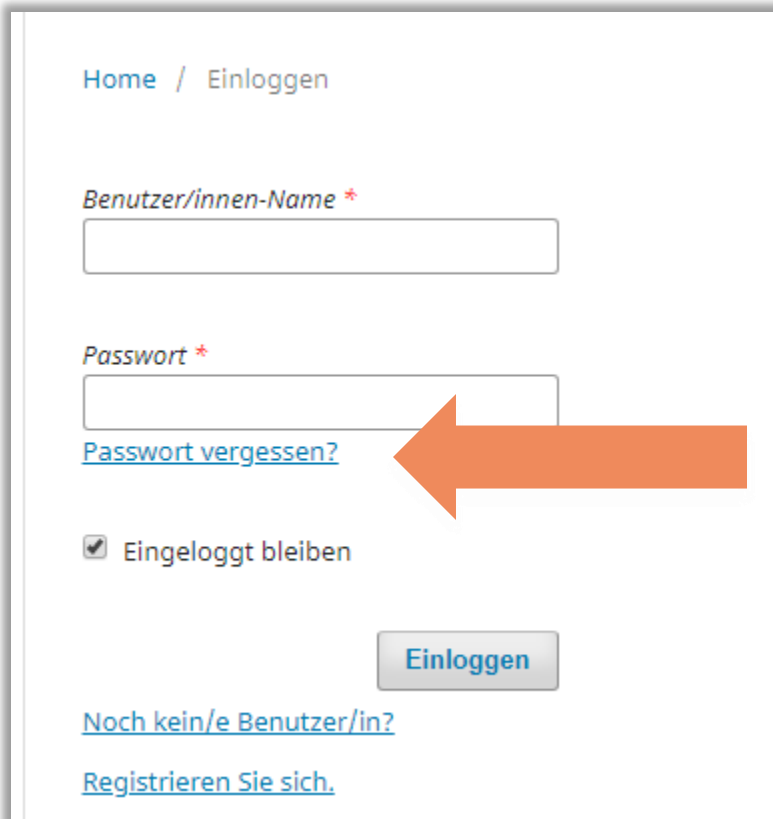 Home / Einloggen
Benutzer/innen-Name *
Passwort *
Passwort vergessen?
Eingeloggt bleiben
Einloggen
Noch kein/e Benutzer/in?
Registrieren Sie sich.